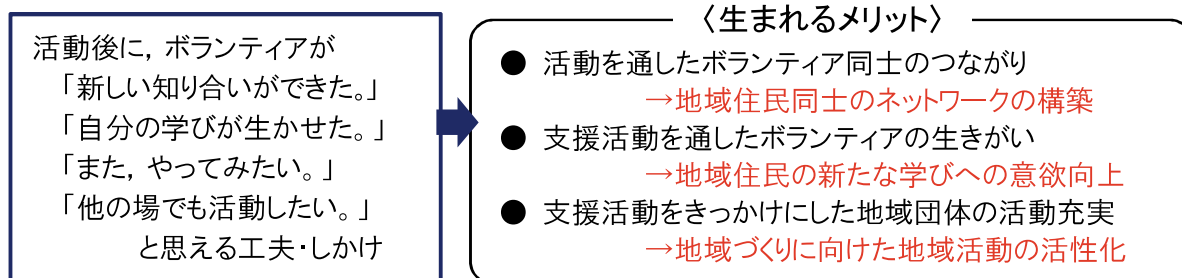 活動後に，ボランティアが
「新しい知り合いができた。」
「自分の学びが生かせた。」
「また，やってみたい。」
「他の場でも活動したい。」
と思える工夫・しかけ
〈生まれるメリット〉
● 活動を通したボランティア同士のつながり
→地域住民同士のネットワークの構築
● 支援活動を通したボランティアの生きがい
→地域住民の新たな学びへの意欲向上
● 支援活動をきっかけにした地域団体の活動充実
→地域づくりに向けた地域活動の活性化